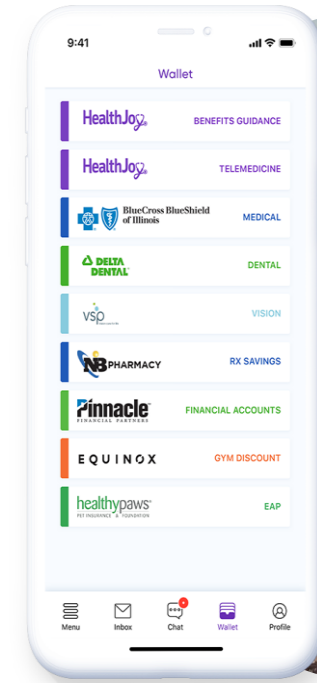 9:41
Wallet
HealthJoy BENEFITS GUIDANCE
HealthJoy TELEMEDICINE
BlueCross BlueShield
of Illinois
MEDICAL
DELTA
DENTAL
DENTAL
vsp VISION
NB PHARMACY RX SAVINGS
Pinnacle FINANCIAL ACCOUNTS
FINANCIAL PARTNERS
EQUINOX GYM DISCOUNT
healthypaws EAP
PET INSURANCE & FOUNDATION
Menu Inbox Chat Wallet Profile